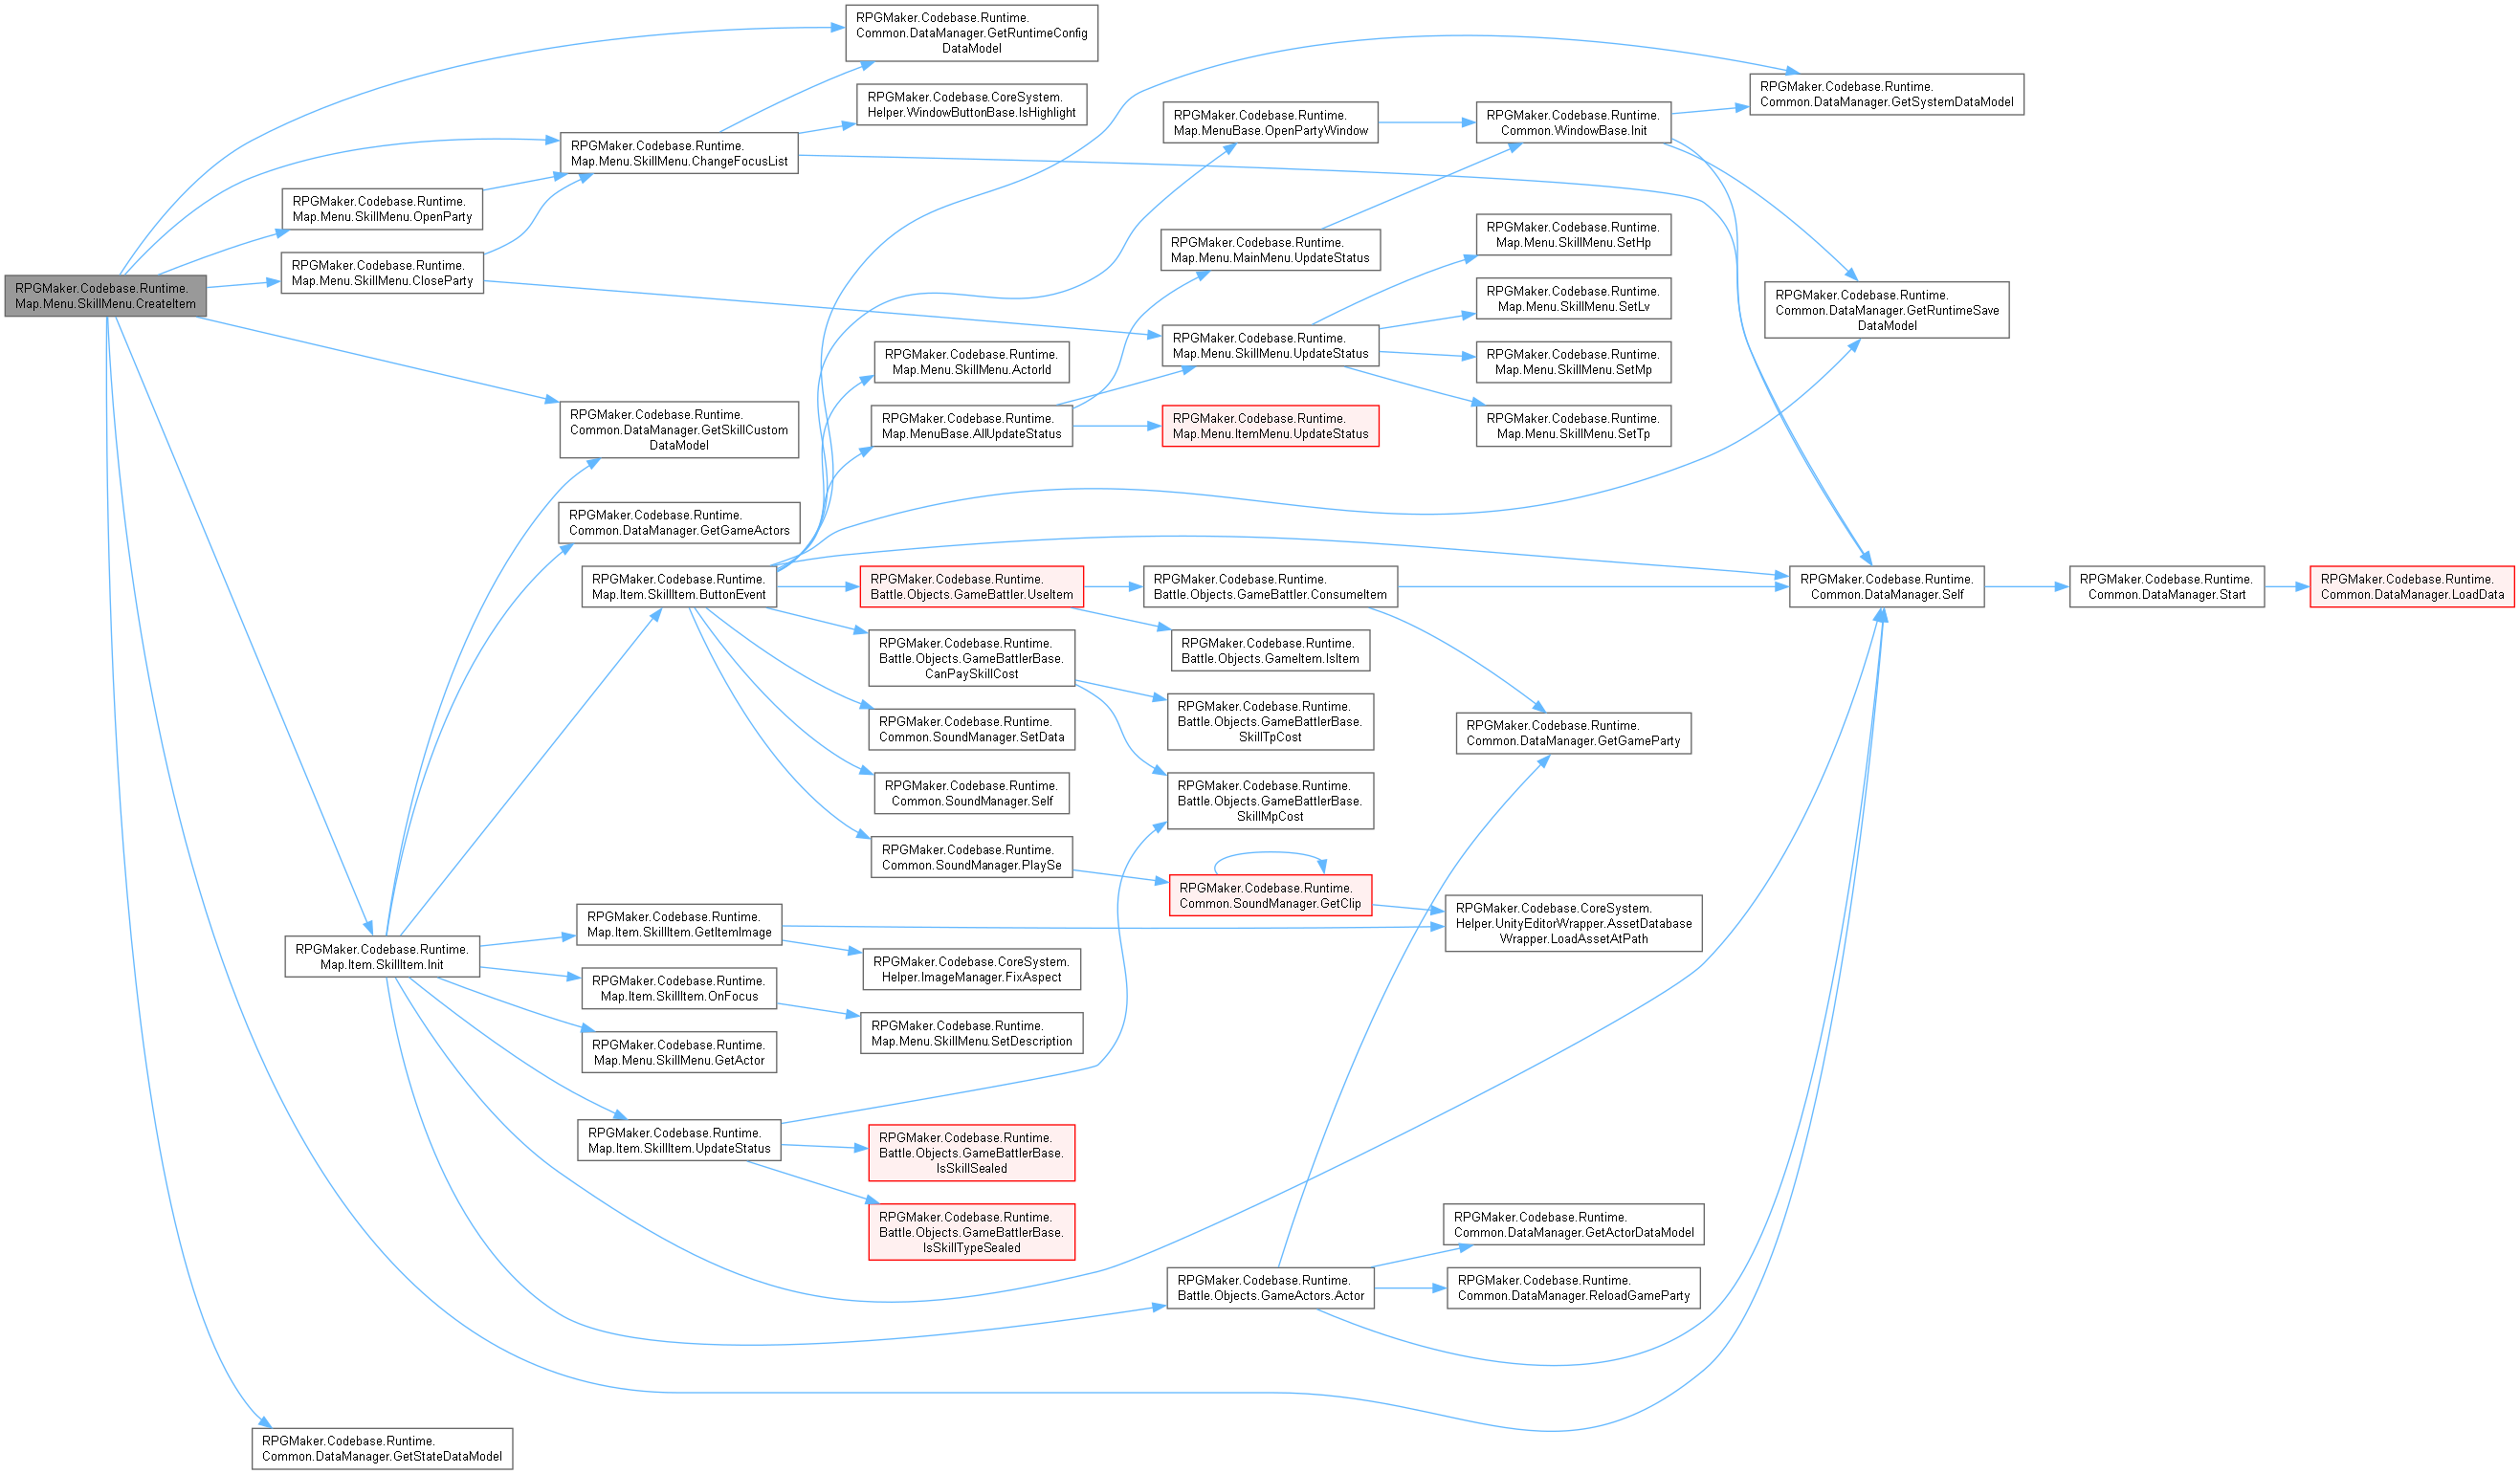 RPGMaker.Codebase.Runtime.
Map.Menu.SkillMenu.CreateItem
RPGMaker.Codebase.Runtime.
Common.DataManager.GetRuntimeConfig
DataModel
RPGMaker.Codebase.CoreSystem.
Helper.WindowButtonBase.IsHighlight
RPGMaker.Codebase.Runtime.
Map.Menu.SkillMenu.ChangeFocusList
RPGMaker.Codebase.Runtime.
Map.Menu.SkillMenu.OpenParty
RPGMaker.Codebase.Runtime.
Map.Menu.SkillMenu.CloseParty
RPGMaker.Codebase.Runtime.
Common.DataManager.GetSkillCustom
DataModel
RPGMaker.Codebase.Runtime.
Common.DataManager.GetGameActors
RPGMaker.Codebase.Runtime.
Map.Item.SkillItem.ButtonEvent
RPGMaker.Codebase.Runtime.
Map.Item.SkillItem.Init
RPGMaker.Codebase.Runtime.
Map.Item.SkillItem.GetItemImage
RPGMaker.Codebase.Runtime.
Map.Item.SkillItem.OnFocus
RPGMaker.Codebase.Runtime.
Map.Menu.SkillMenu.GetActor
RPGMaker.Codebase.Runtime.
Map.Item.SkillItem.UpdateStatus
RPGMaker.Codebase.Runtime.
Common.DataManager.GetStateDataModel
RPGMaker.Codebase.Runtime.
Map.Menu.SkillMenu.ActorId
RPGMaker.Codebase.Runtime.
Map.MenuBase.AllUpdateStatus
RPGMaker.Codebase.Runtime.
Battle.Objects.GameBattler.UseItem
RPGMaker.Codebase.Runtime.
Battle.Objects.GameBattlerBase.
CanPaySkillCost
RPGMaker.Codebase.Runtime.
Common.SoundManager.SetData
RPGMaker.Codebase.Runtime.
Common.SoundManager.Self
RPGMaker.Codebase.Runtime.
Common.SoundManager.PlaySe
RPGMaker.Codebase.CoreSystem.
Helper.ImageManager.FixAspect
RPGMaker.Codebase.Runtime.
Map.Menu.SkillMenu.SetDescription
RPGMaker.Codebase.Runtime.
Battle.Objects.GameBattlerBase.
IsSkillSealed
RPGMaker.Codebase.Runtime.
Battle.Objects.GameBattlerBase.
IsSkillTypeSealed
RPGMaker.Codebase.Runtime.
Map.MenuBase.OpenPartyWindow
RPGMaker.Codebase.Runtime.
Map.Menu.MainMenu.UpdateStatus
RPGMaker.Codebase.Runtime.
Map.Menu.SkillMenu.UpdateStatus
RPGMaker.Codebase.Runtime.
Map.Menu.ItemMenu.UpdateStatus
RPGMaker.Codebase.Runtime.
Battle.Objects.GameBattler.ConsumeItem
RPGMaker.Codebase.Runtime.
Battle.Objects.GameItem.IsItem
RPGMaker.Codebase.Runtime.
Battle.Objects.GameBattlerBase.
SkillTpCost
RPGMaker.Codebase.Runtime.
Battle.Objects.GameBattlerBase.
SkillMpCost
RPGMaker.Codebase.Runtime.
Common.SoundManager.GetClip
RPGMaker.Codebase.Runtime.
Battle.Objects.GameActors.Actor
RPGMaker.Codebase.Runtime.
Common.WindowBase.Init
RPGMaker.Codebase.Runtime.
Map.Menu.SkillMenu.SetHp
RPGMaker.Codebase.Runtime.
Map.Menu.SkillMenu.SetLv
RPGMaker.Codebase.Runtime.
Map.Menu.SkillMenu.SetMp
RPGMaker.Codebase.Runtime.
Map.Menu.SkillMenu.SetTp
RPGMaker.Codebase.Runtime.
Common.DataManager.GetGameParty
RPGMaker.Codebase.CoreSystem.
Helper.UnityEditorWrapper.AssetDatabase
Wrapper.LoadAssetAtPath
RPGMaker.Codebase.Runtime.
Common.DataManager.GetActorDataModel
RPGMaker.Codebase.Runtime.
Common.DataManager.ReloadGameParty
RPGMaker.Codebase.Runtime.
Common.DataManager.GetSystemDataModel
RPGMaker.Codebase.Runtime.
Common.DataManager.GetRuntimeSave
DataModel
RPGMaker.Codebase.Runtime.
Common.DataManager.Self
RPGMaker.Codebase.Runtime.
Common.DataManager.Start
RPGMaker.Codebase.Runtime.
Common.DataManager.LoadData